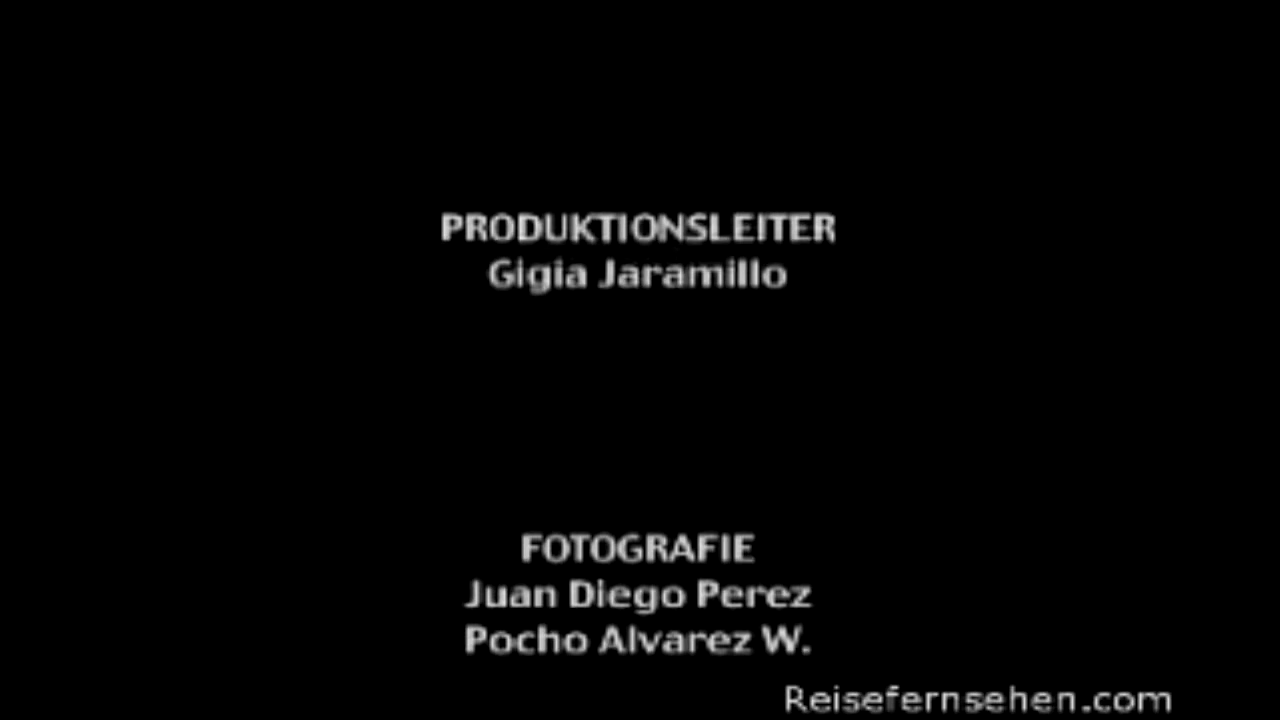 PRODUKTIONSLEITER
Gigia Jaramillo
FOTOGRAFIE
Juan Diego Perez
Pocho Alvarez W.
Reisefernsehen.com